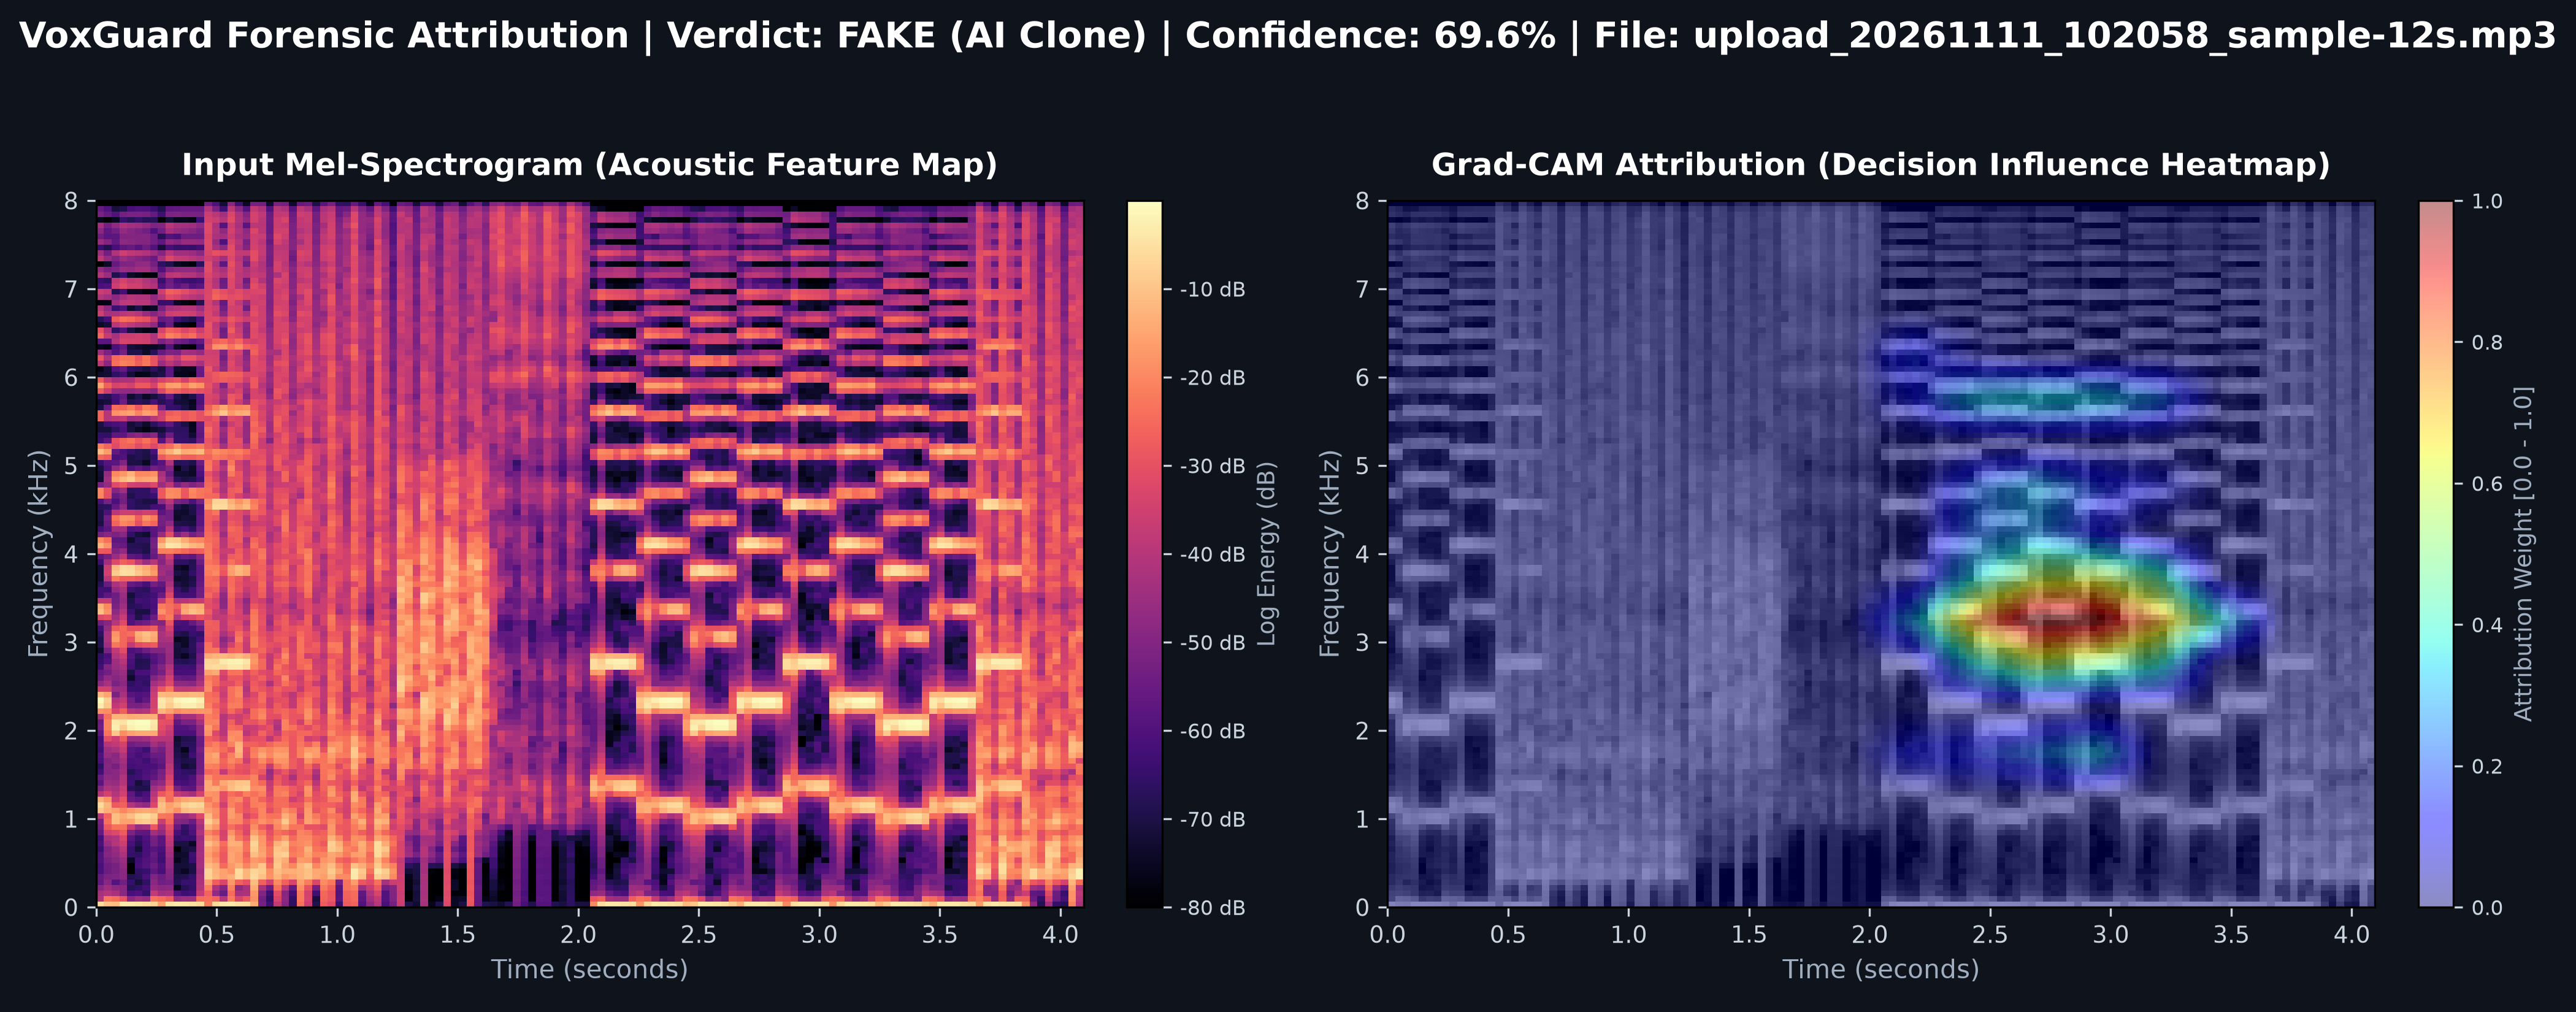 VoxGuard Forensic Attribution | Verdict: FAKE (AI Clone) | Confidence: 69.6% | File: upload_20261111_102058_sample-12s.mp3
Input Mel-Spectrogram (Acoustic Feature Map)
8
7
6
5
4
3
2
1
0
Frequency (kHz)
0.0
0.5
1.0
1.5
2.0
2.5
3.0
3.5
4.0
Time (seconds)
-10 dB
-20 dB
-30 dB
-40 dB
-50 dB
-60 dB
-70 dB
-80 dB
Log Energy (dB)
Grad-CAM Attribution (Decision Influence Heatmap)
8
7
6
5
4
3
2
1
0
Frequency (kHz)
0.0
0.5
1.0
1.5
2.0
2.5
3.0
3.5
4.0
Time (seconds)
1.0
0.8
0.6
0.4
0.2
0.0
Attribution Weight [0.0 - 1.0]